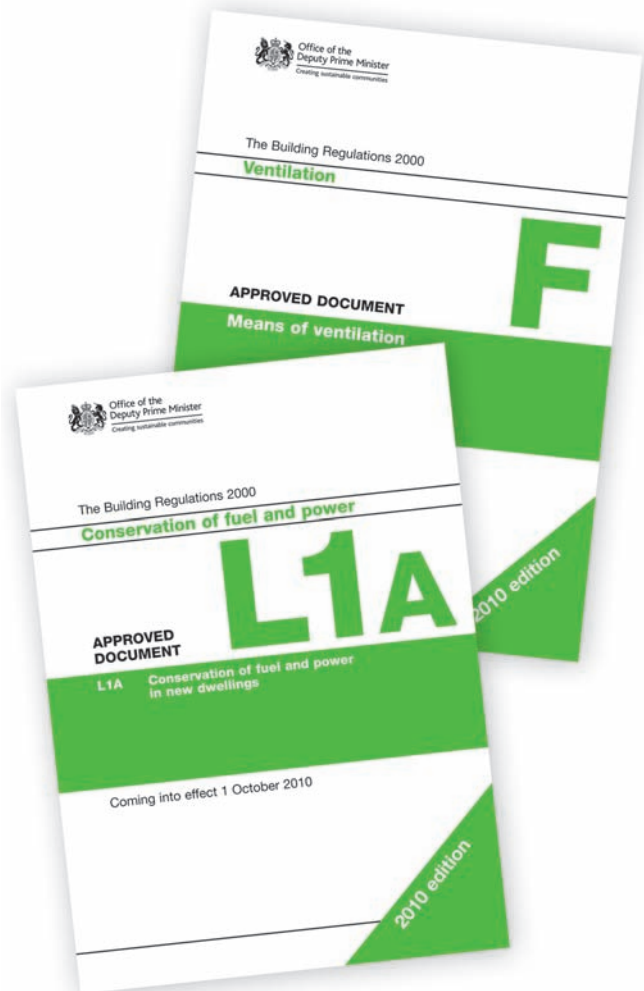 Office of the
Deputy Prime Minister
Creating sustainable communities
The Building Regulations 2000
Ventilation
F
APPROVED DOCUMENT
Means of ventilation
2010 edition
Office of the
Deputy Prime Minister
Creating sustainable communities
The Building Regulations 2000
Conservation of fuel and power
L1A
APPROVED
DOCUMENT
L1A Conservation of fuel and power
in new dwellings
Coming into effect 1 October 2010
2010 edition